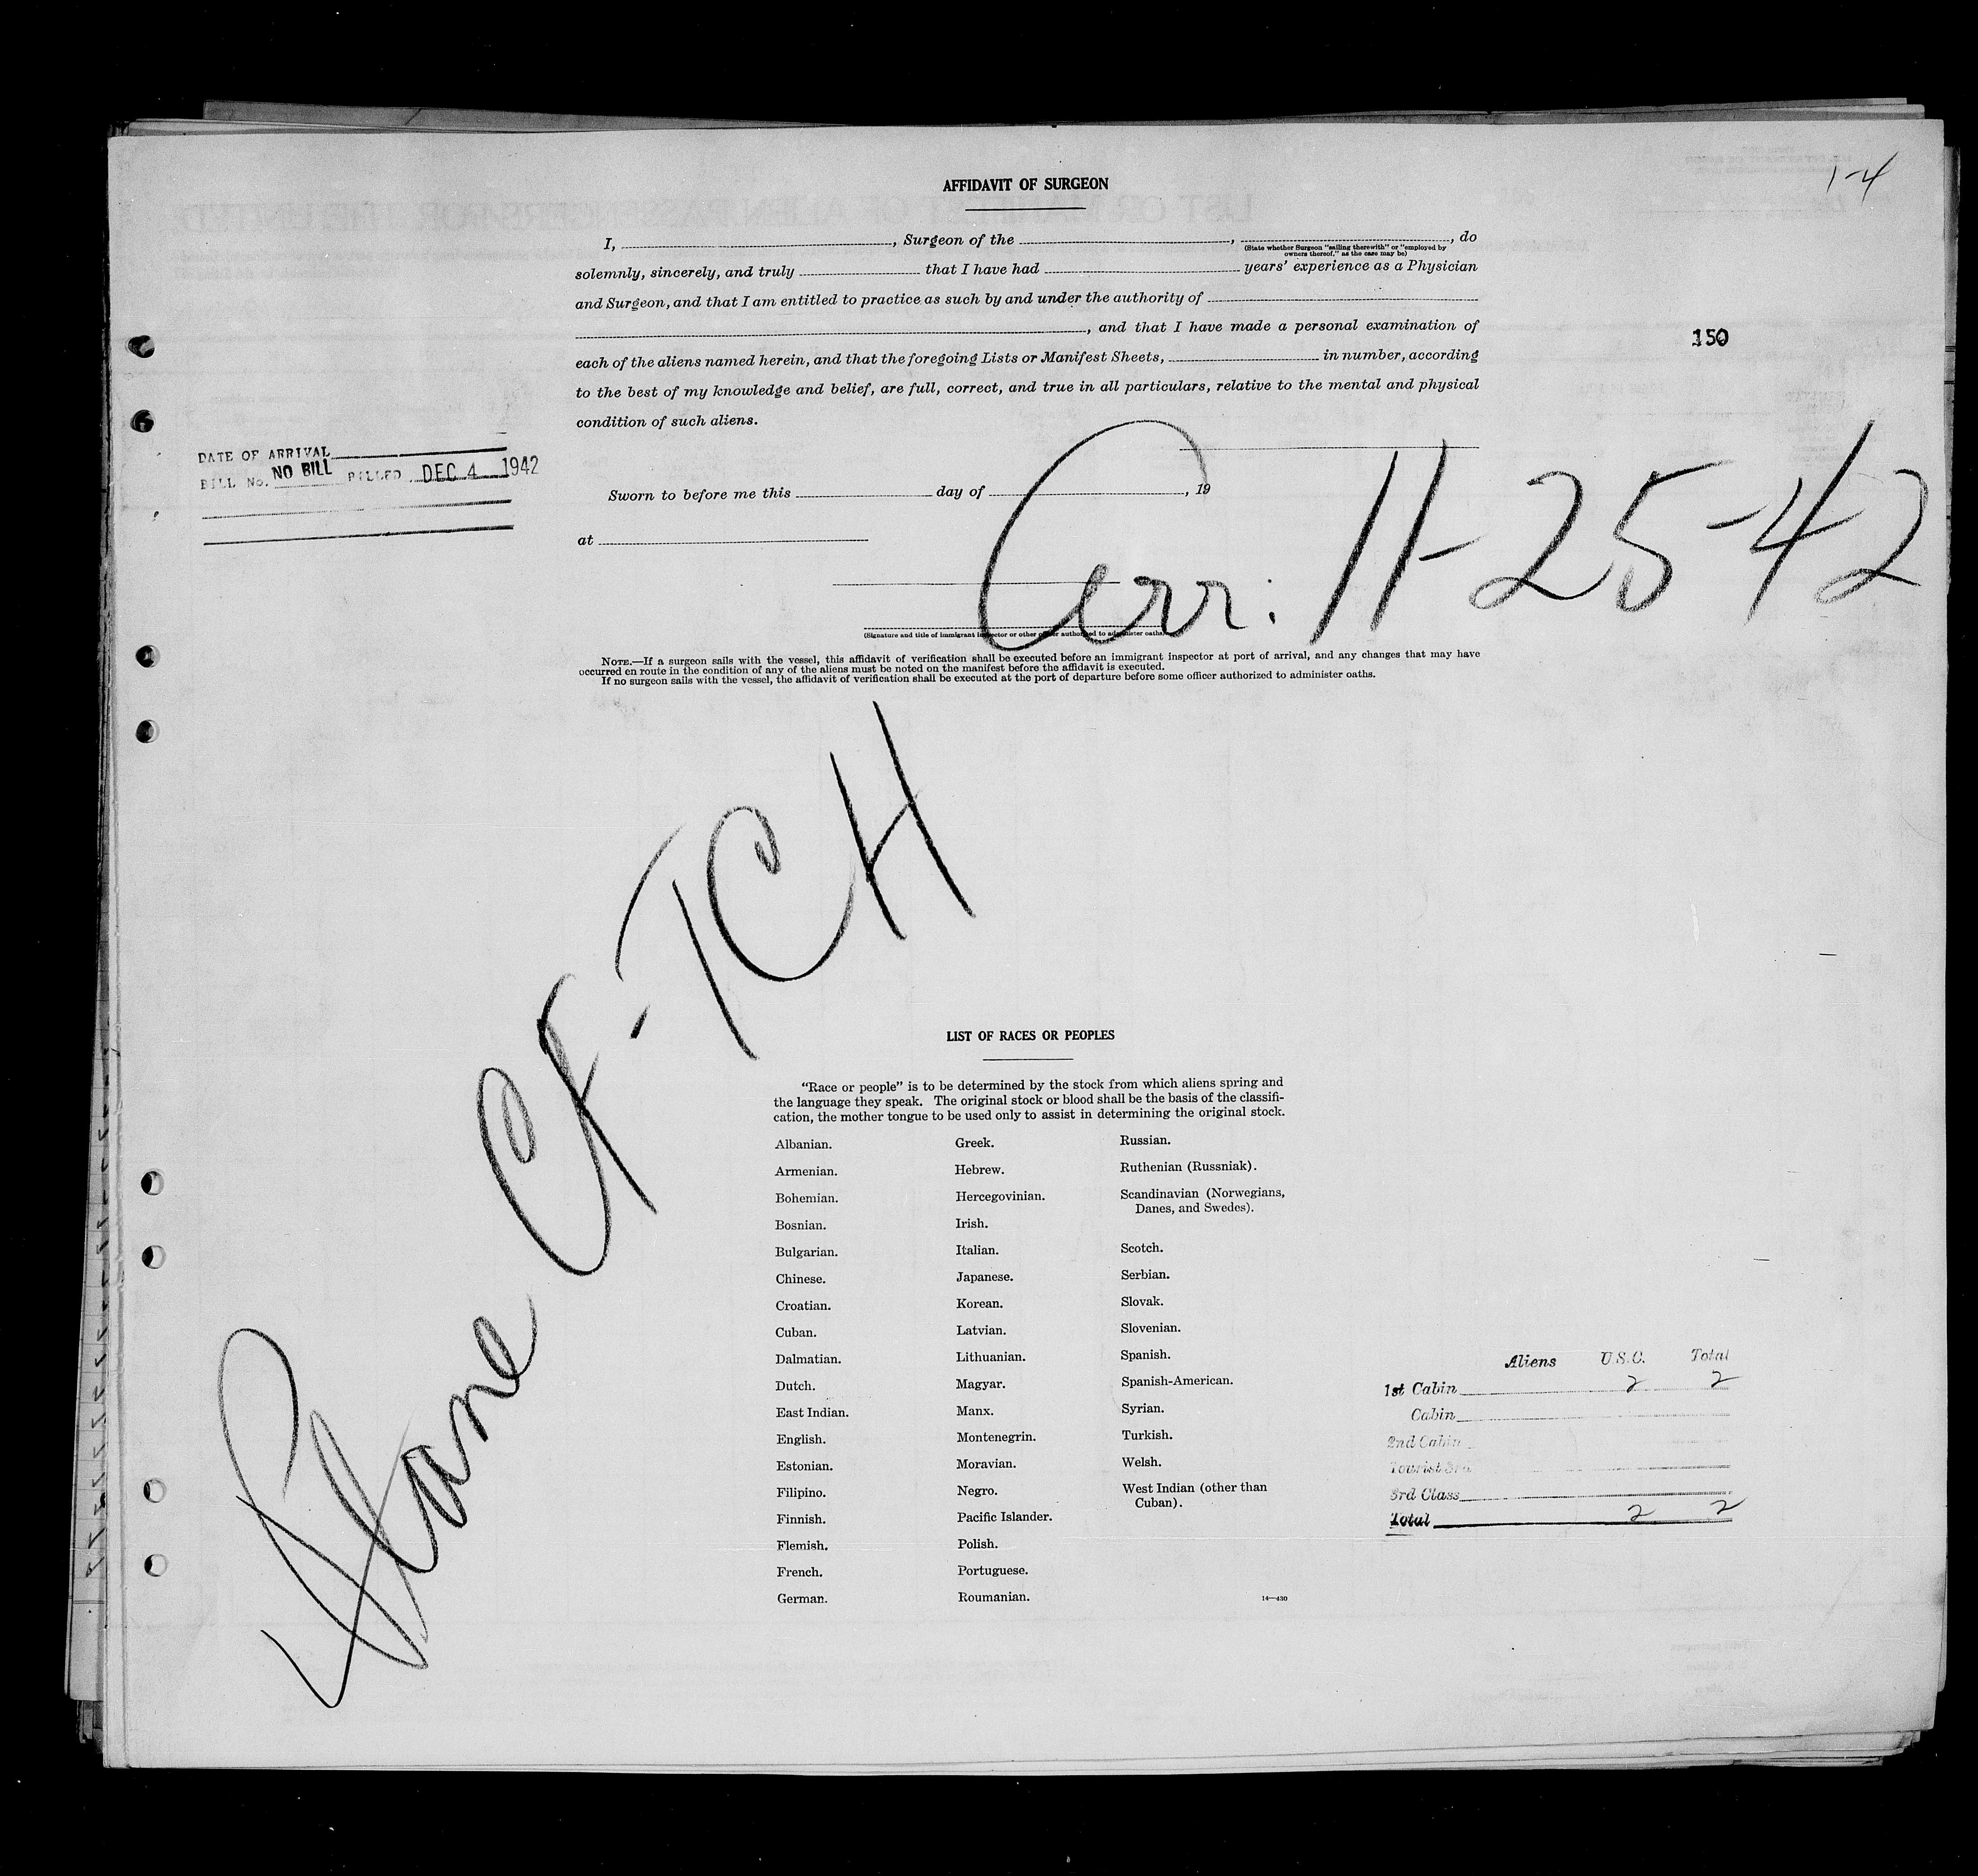 AFFIDAVIT OF SURGEON
1-4
I, , Surgeon of the , , do
(State whether Surgeon "sailing therewith" or "employed by
owners thereof," as the case may be)
solemnly, sincerely, and truly that I have had years' experience as a Physician
and Surgeon, and that I am entitled to practice as such by and under the authority of
, and that I have made a personal examination of
150
each of the aliens named herein, and that the foregoing Lists or Manifest Sheets, in number, according
to the best of my knowledge and belief, are full, correct, and true in all particulars, relative to the mental and physical
condition of such aliens.
DATE OF ARRIVAL
BILL No. NO BILL BILLED DEC 4 1942
Sworn to before me this day of , 19
at
Arr: 11-25-42
(Signature and title of immigrant inspector or other officer authorized to administer oaths)
NOTE.—If a surgeon sails with the vessel, this affidavit of verification shall be executed before an immigrant inspector at port of arrival, and any changes that may have
occurred en route in the condition of any of the aliens must be noted on the manifest before the affidavit is executed.
If no surgeon sails with the vessel, the affidavit of verification shall be executed at the port of departure before some officer authorized to administer oaths.
Plane CF-TCH
LIST OF RACES OR PEOPLES
"Race or people" is to be determined by the stock from which aliens spring and
the language they speak. The original stock or blood shall be the basis of the classifi-
cation, the mother tongue to be used only to assist in determining the original stock.
Albanian.
Armenian.
Bohemian.
Bosnian.
Bulgarian.
Chinese.
Croatian.
Cuban.
Dalmatian.
Dutch.
East Indian.
English.
Estonian.
Filipino.
Finnish.
Flemish.
French.
German.
Greek.
Hebrew.
Hercegovinian.
Irish.
Italian.
Japanese.
Korean.
Latvian.
Lithuanian.
Magyar.
Manx.
Montenegrin.
Moravian.
Negro.
Pacific Islander.
Polish.
Portuguese.
Roumanian.
Russian.
Ruthenian (Russniak).
Scandinavian (Norwegians,
Danes, and Swedes).
Scotch.
Serbian.
Slovak.
Slovenian.
Spanish.
Spanish-American.
Syrian.
Turkish.
Welsh.
West Indian (other than
Cuban).
14—430
Aliens U.S.C. Total
1st Cabin 2 2
Cabin
2nd Cabin
Tourist 3rd
3rd Class
Total 2 2